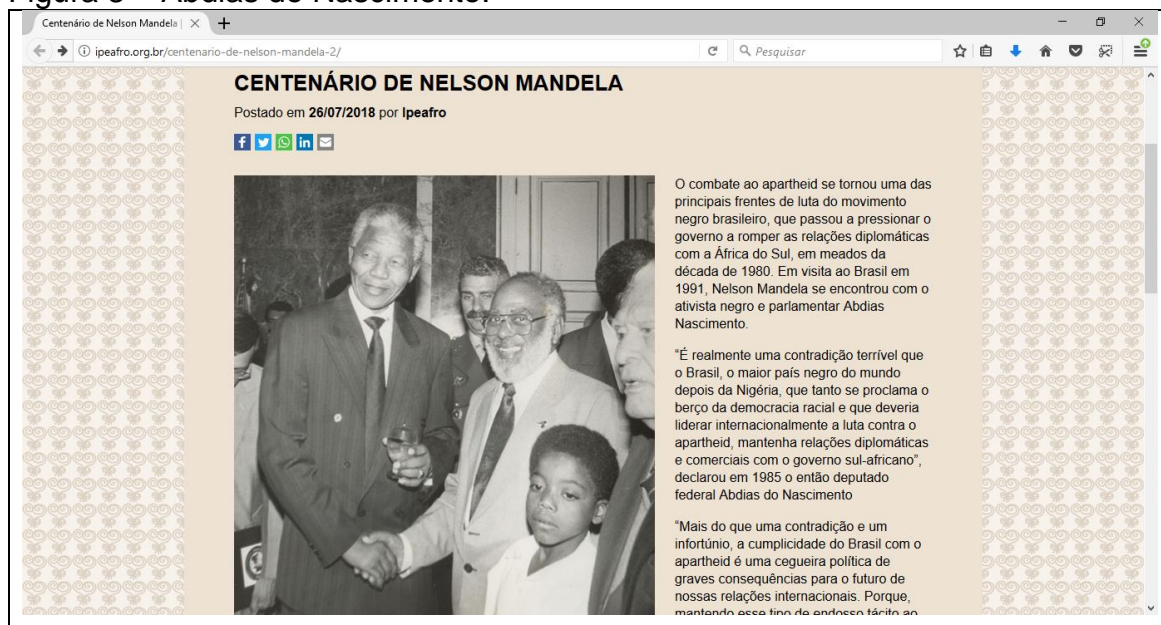 Figura 3 – Abdias do Nascimento.
Centenário de Nelson Mandela |
ipeafro.org.br/centenario-de-nelson-mandela-2/
Pesquisar
CENTENÁRIO DE NELSON MANDELA
Postado em 26/07/2018 por Ipeafro
O combate ao apartheid se tornou uma das
principais frentes de luta do movimento
negro brasileiro, que passou a pressionar o
governo a romper as relações diplomáticas
com a África do Sul, em meados da
década de 1980. Em visita ao Brasil em
1991, Nelson Mandela se encontrou com o
ativista negro e parlamentar Abdias
Nascimento.
“É realmente uma contradição terrível que
o Brasil, o maior país negro do mundo
depois da Nigéria, que tanto se proclama o
berço da democracia racial e que deveria
liderar internacionalmente a luta contra o
apartheid, mantenha relações diplomáticas
e comerciais com o governo sul-africano”,
declarou em 1985 o então deputado
federal Abdias do Nascimento
“Mais do que uma contradição e um
infortúnio, a cumplicidade do Brasil com o
apartheid é uma cegueira política de
graves consequências para o futuro de
nossas relações internacionais. Porque,
mantendo esse tipo de endosso tácito ao